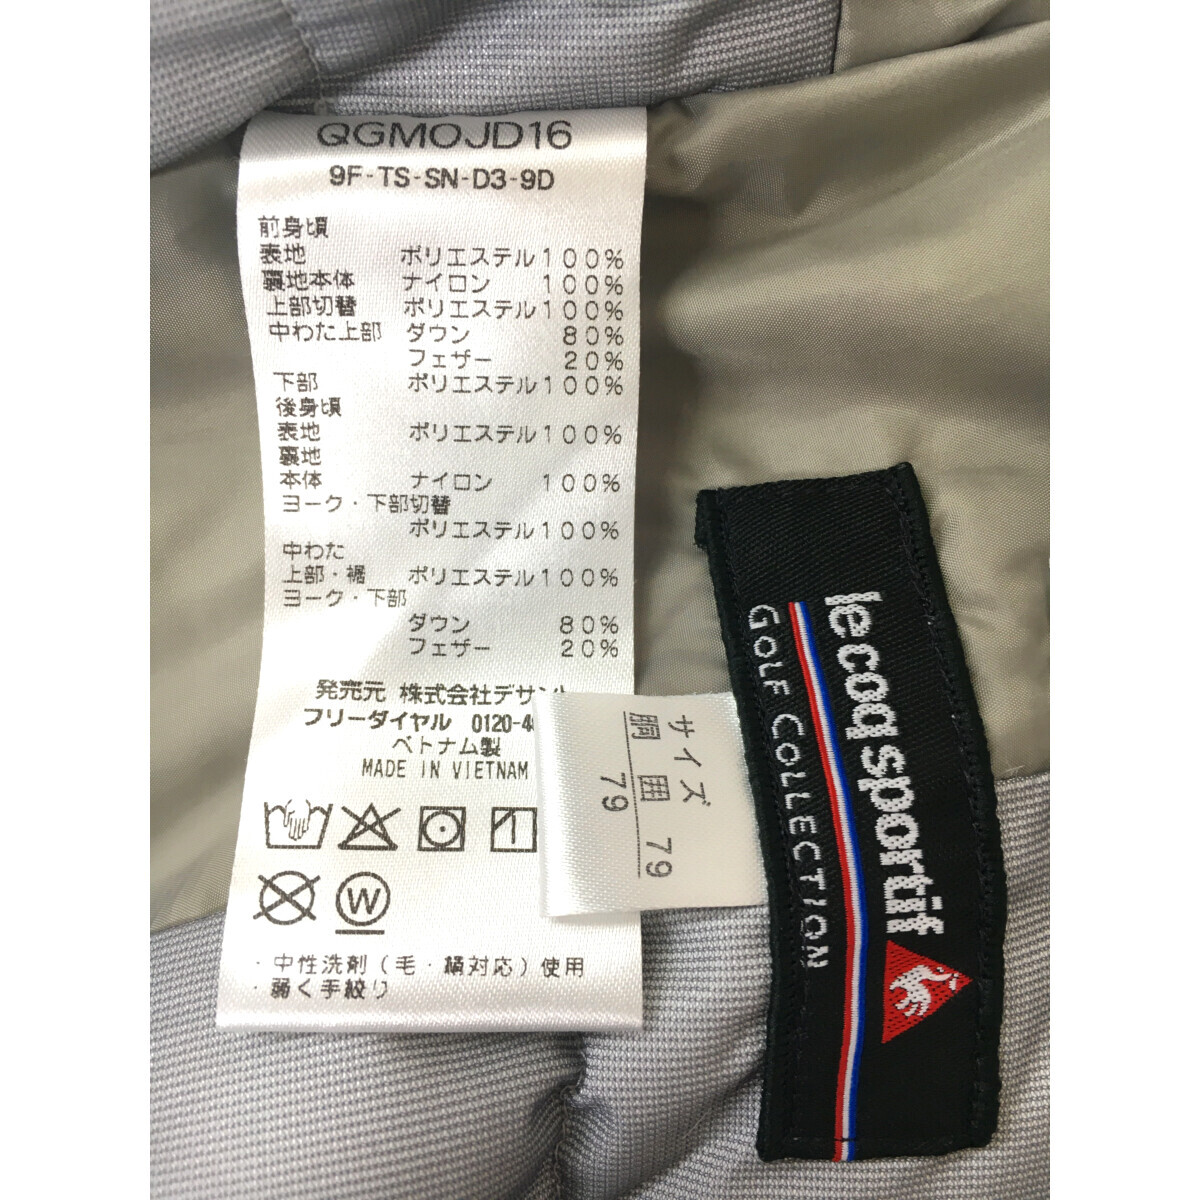 QGMOJD16
9F-TS-SN-D3-9D
前身頃
表地 ポリエステル100%
裏地本体 ナイロン 100%
上部切替 ポリエステル100%
中わた上部 ダウン 80%
フェザー 20%
下部 ポリエステル100%
後身頃
表地 ポリエステル100%
裏地
本体 ナイロン 100%
ヨーク・下部切替
ポリエステル100%
中わた
上部・裾 ポリエステル100%
ヨーク・下部
ダウン 80%
フェザー 20%
発売元 株式会社デサント
フリーダイヤル 0120-4
ベトナム製
MADE IN VIETNAM
W
・中性洗剤(毛・絹対応)使用
・弱く手絞り
サイズ 79
胴囲 79
79
le coq sportif
GOLF COLLECTION